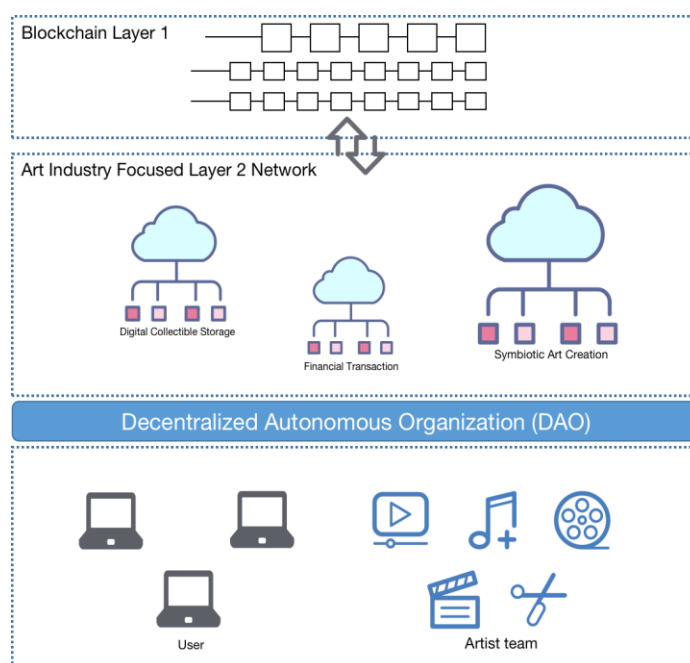 Blockchain Layer 1
Art Industry Focused Layer 2 Network
Digital Collectible Storage
Financial Transaction
Symbiotic Art Creation
Decentralized Autonomous Organization (DAO)
User
Artist team